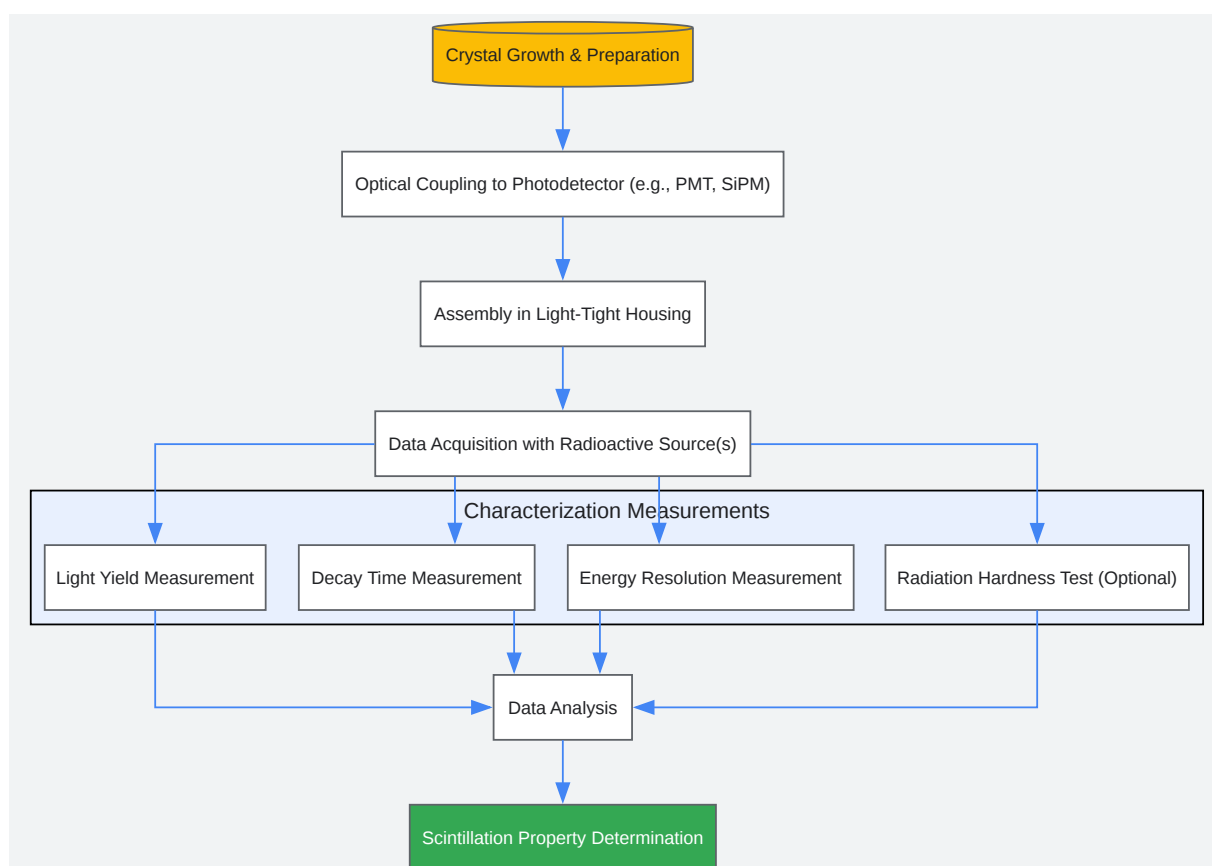 Crystal Growth & Preparation
Optical Coupling to Photodetector (e.g., PMT, SiPM)
Assembly in Light-Tight Housing
Data Acquisition with Radioactive Source(s)
Characterization Measurements
Light Yield Measurement
Decay Time Measurement
Energy Resolution Measurement
Radiation Hardness Test (Optional)
Data Analysis
Scintillation Property Determination